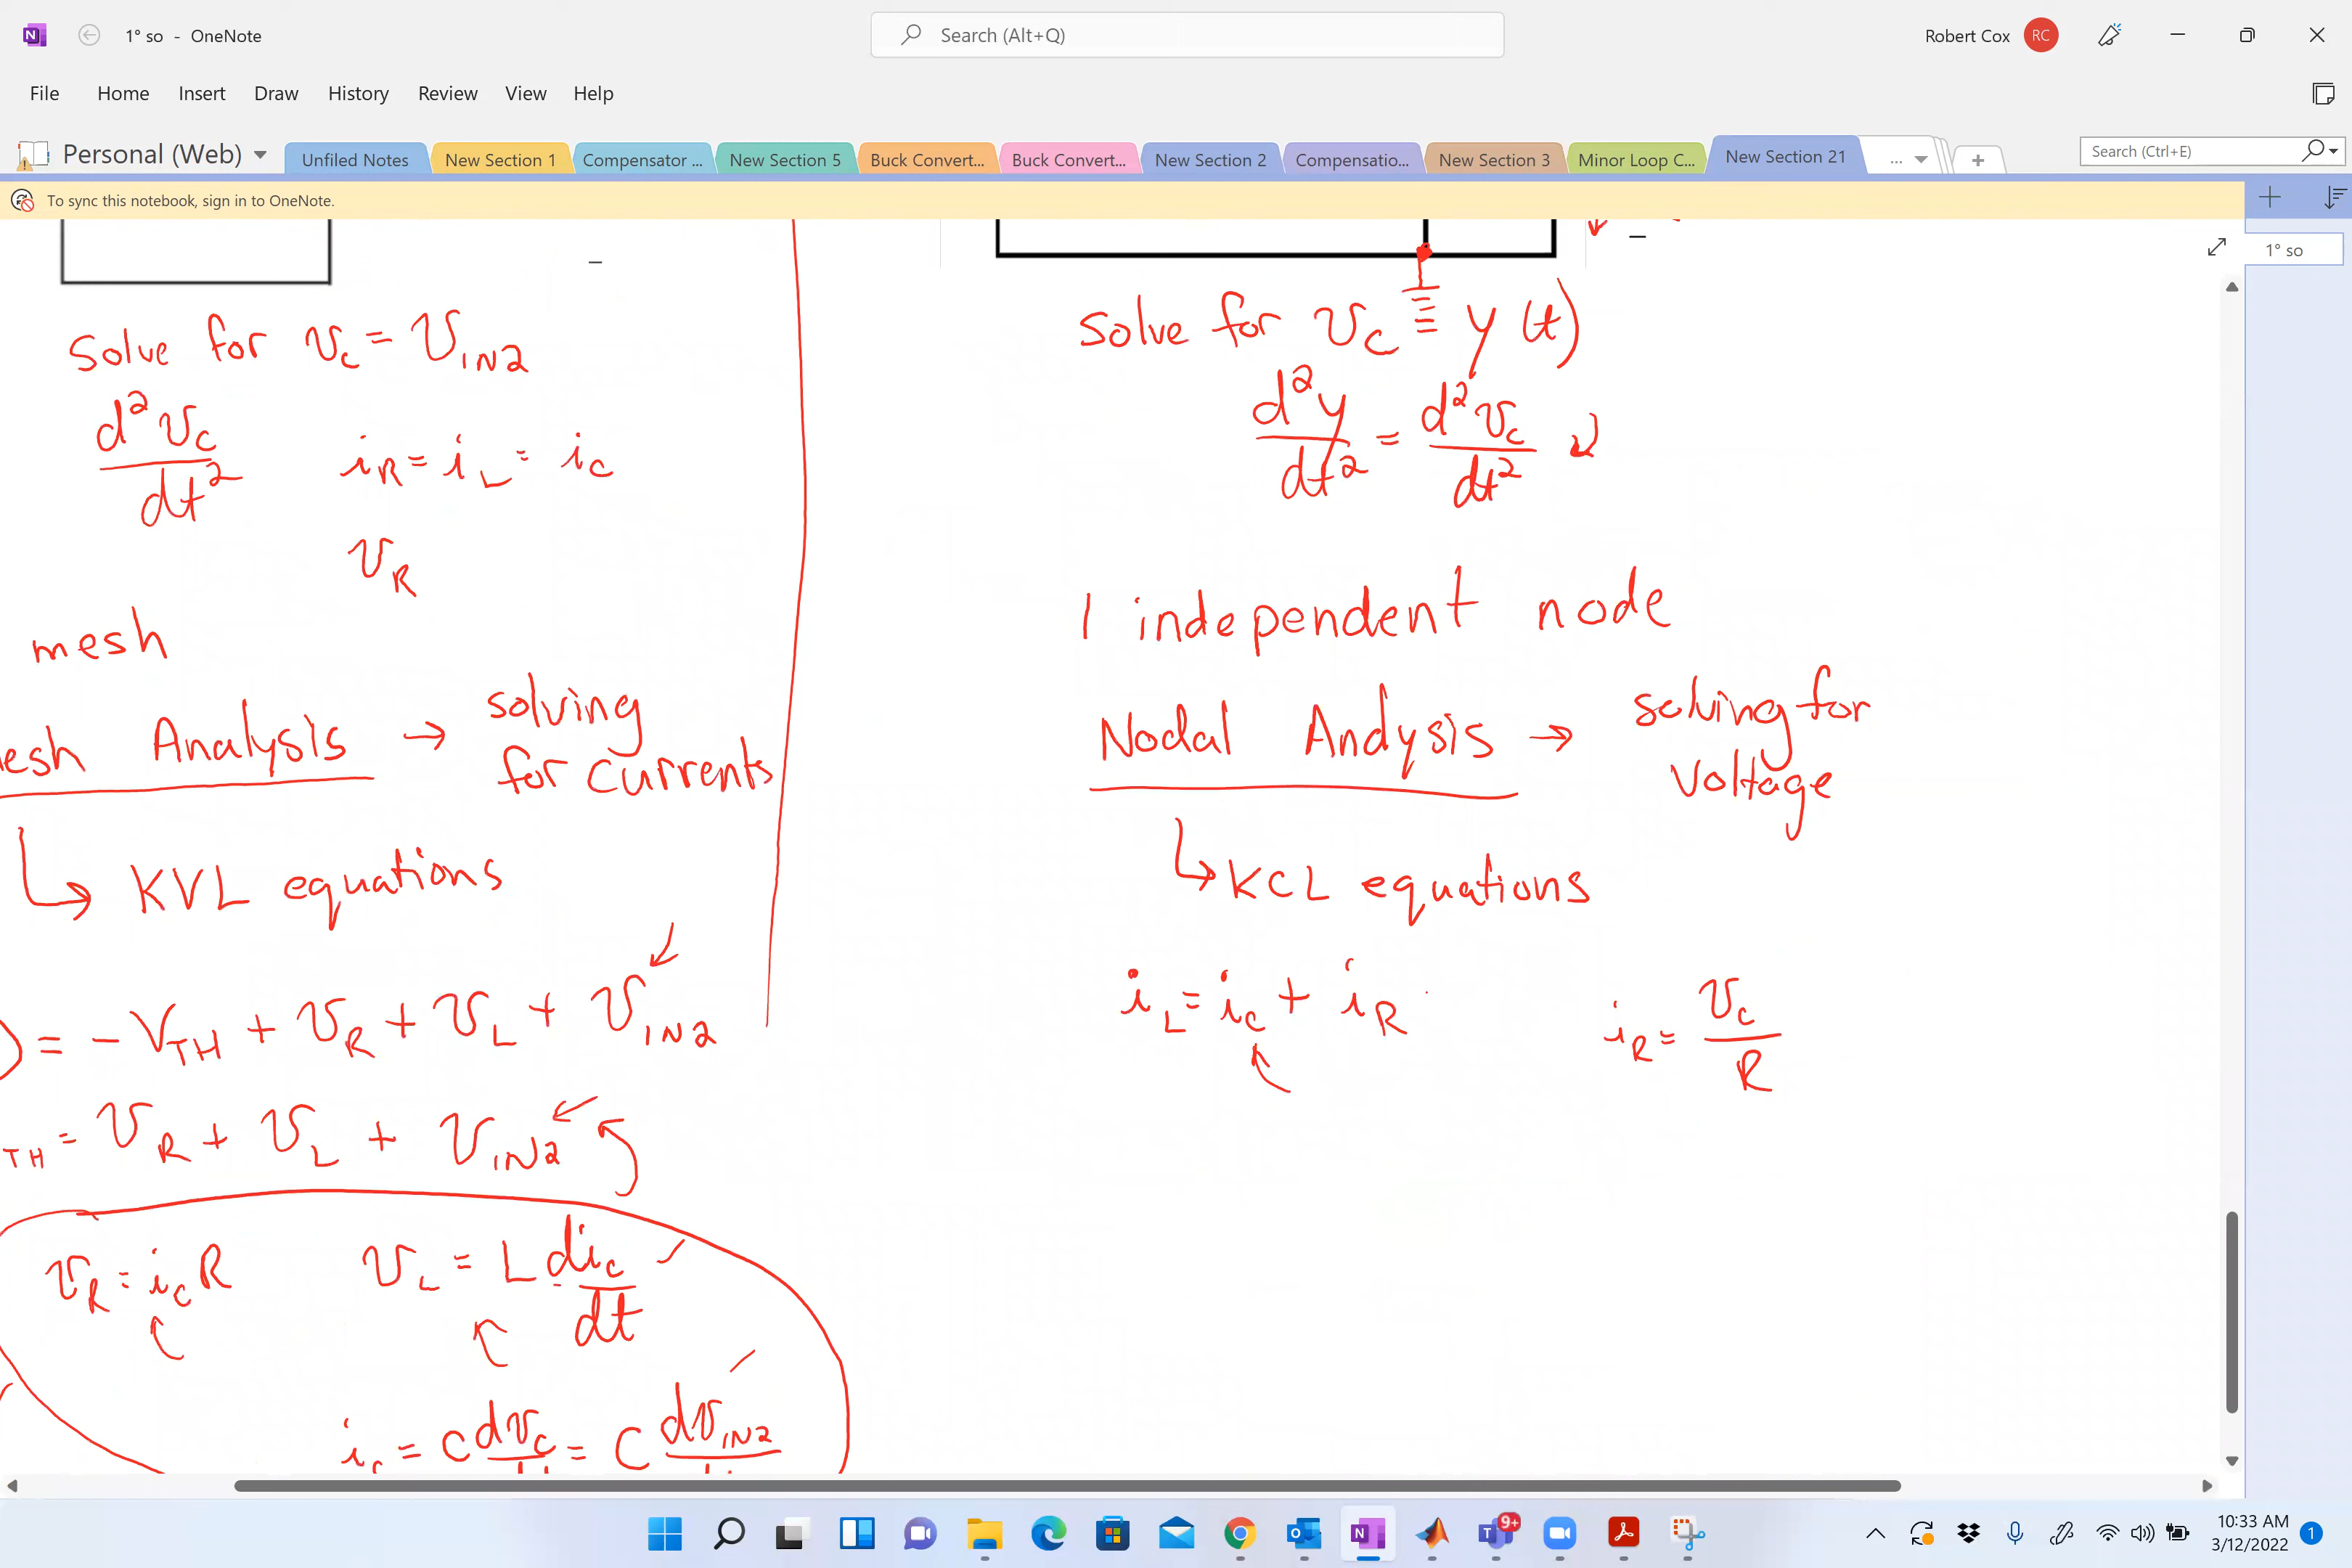 1° so - OneNote
Search (Alt+Q)
Robert Cox
RC
File Home Insert Draw History Review View Help
Personal (Web)
Unfiled Notes
New Section 1
Compensator ...
New Section 5
Buck Convert...
Buck Convert...
New Section 2
Compensatio...
New Section 3
Minor Loop C...
New Section 21
...
Search (Ctrl+E)
To sync this notebook, sign in to OneNote.
1° so
solve for v_c = v_IN2
d²v_c / dt²
i_R = i_L = i_C
v_R
mesh
esh Analysis → solving
for currents
↳ KVL equations
= - V_TH + v_R + v_L + v_IN2
TH = v_R + v_L + v_IN2
v_R = i_C R
v_L = L di_C / dt
i_C = C dv_C = C dv_IN2
solve for v_C ≡ y(t)
d²y / dt² = d²v_C / dt²
1 independent node
Nodal Analysis → solving for
voltage
↳ KCL equations
i_L = i_C + i_R
i_R = v_C / R
9+
10:33 AM
3/12/2022
1